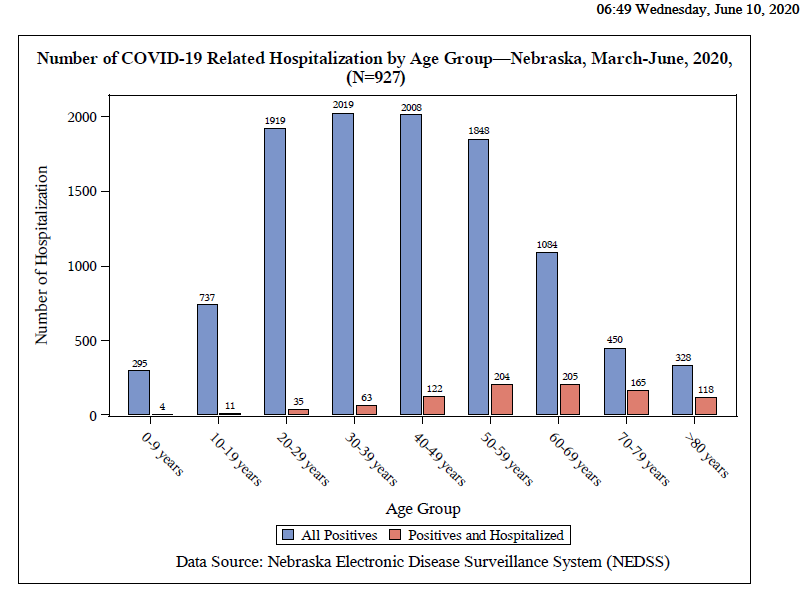 06:49 Wednesday, June 10, 2020
Number of COVID-19 Related Hospitalization by Age Group—Nebraska, March-June, 2020,
(N=927)
Number of Hospitalization
2000
1500
1000
500
0
295
4
737
11
1919
35
2019
63
2008
122
1848
204
1084
205
450
165
328
118
0-9 years
10-19 years
20-29 years
30-39 years
40-49 years
50-59 years
60-69 years
70-79 years
>80 years
Age Group
All Positives
Positives and Hospitalized
Data Source: Nebraska Electronic Disease Surveillance System (NEDSS)